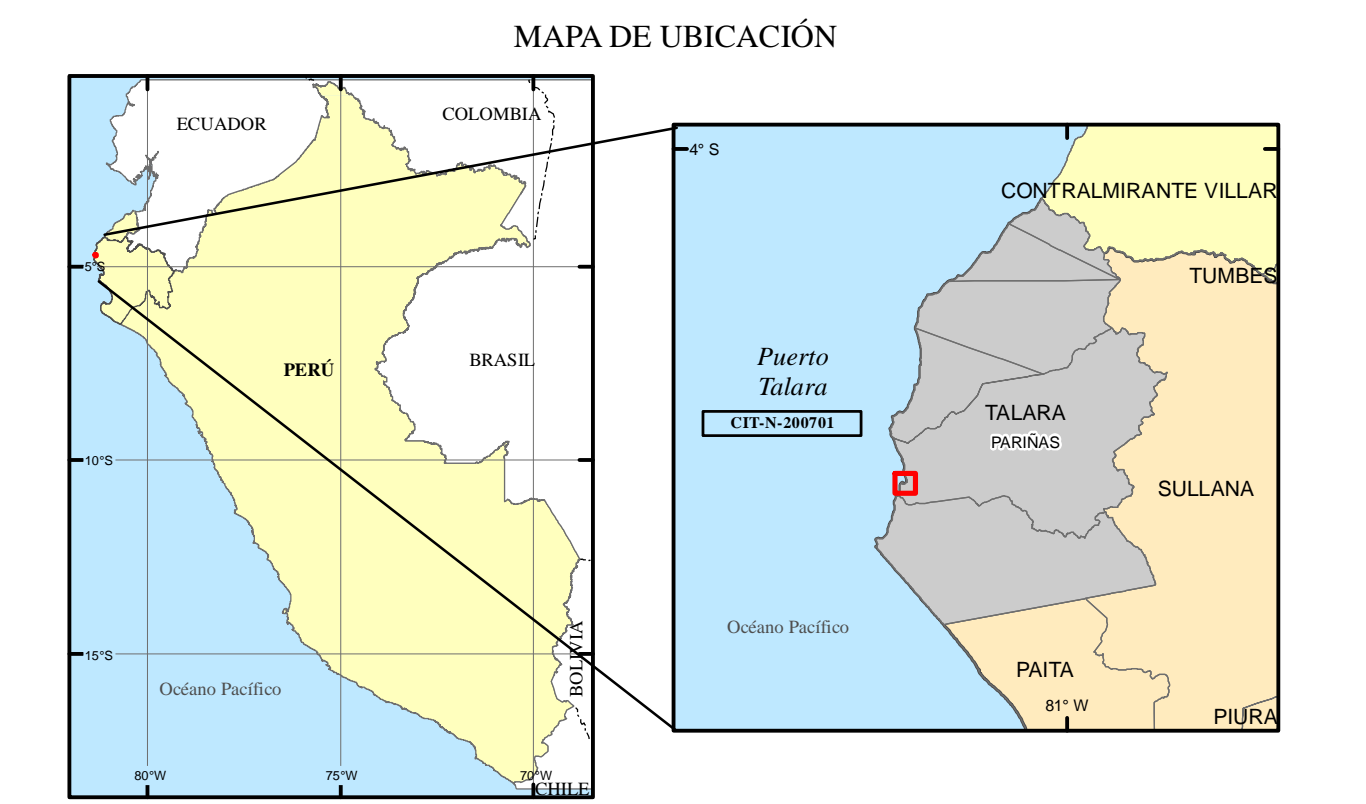 MAPA DE UBICACIÓN
ECUADOR
COLOMBIA
5°S
PERÚ
BRASIL
10°S
BOLIVIA
15°S
Océano Pacífico
80°W
75°W
70°W
CHILE
4° S
CONTRALMIRANTE VILLAR
TUMBES
Puerto
Talara
CIT-N-200701
TALARA
PARIÑAS
SULLANA
Océano Pacífico
PAITA
81° W
PIURA